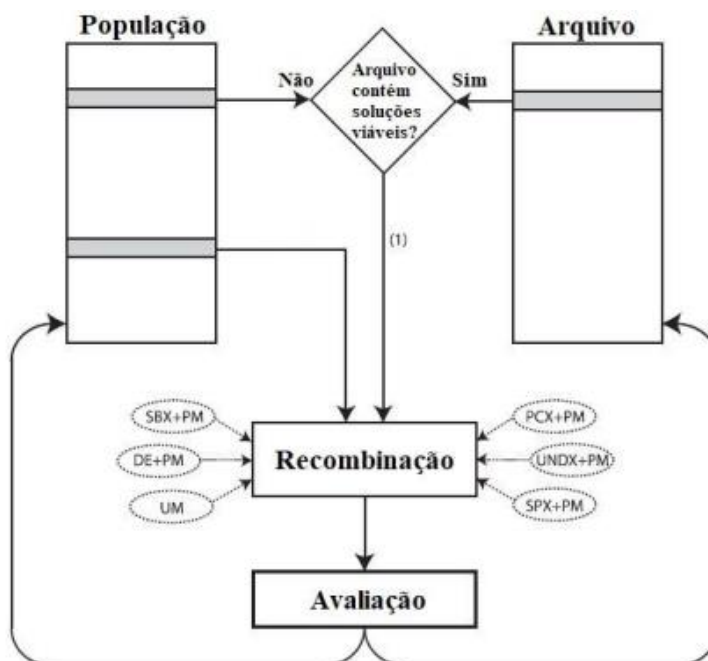 População
Arquivo
Não
Arquivo
contém
soluções
viáveis?
Sim
(1)
SBX+PM
DE+PM
UM
Recombinação
PCX+PM
UNDX+PM
SPX+PM
Avaliação